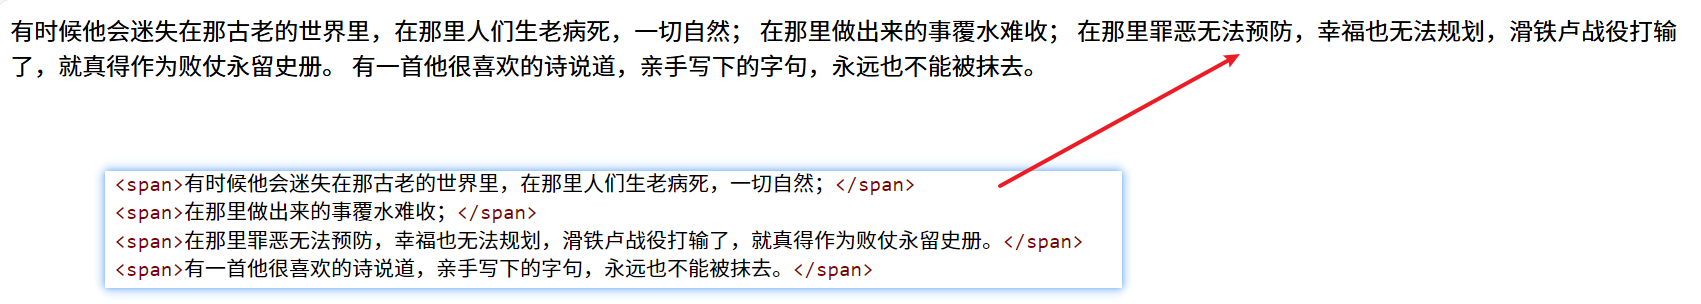 有时候他会迷失在那古老的世界里，在那里人们生老病死，一切自然； 在那里做出来的事覆水难收； 在那里罪恶无法预防，幸福也无法规划，滑铁卢战役打输
了，就真得作为败仗永留史册。 有一首他很喜欢的诗说道，亲手写下的字句，永远也不能被抹去。
<span>有时候他会迷失在那古老的世界里，在那里人们生老病死，一切自然；</span>
<span>在那里做出来的事覆水难收；</span>
<span>在那里罪恶无法预防，幸福也无法规划，滑铁卢战役打输了，就真得作为败仗永留史册。</span>
<span>有一首他很喜欢的诗说道，亲手写下的字句，永远也不能被抹去。</span>